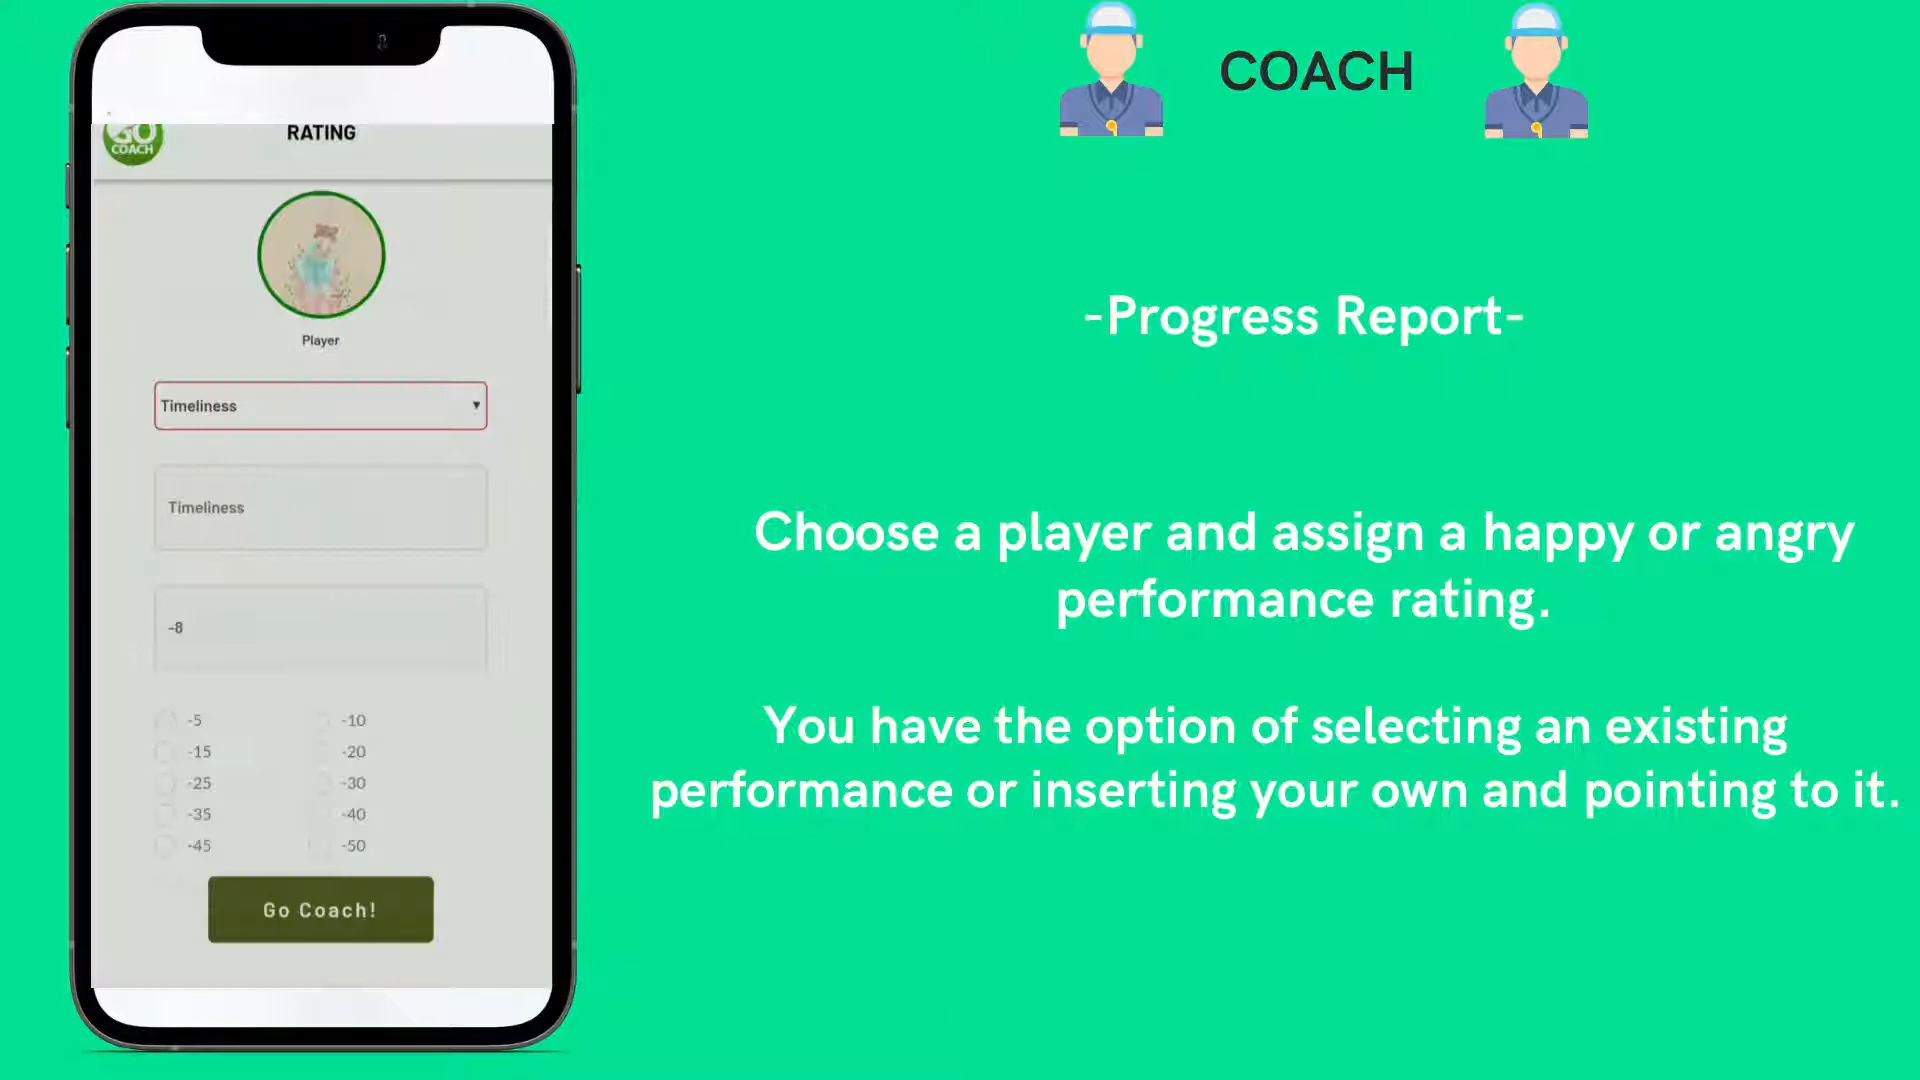 GO
COACH
RATING
Player
Timeliness
Timeliness
-8
-5 -10
-15 -20
-25 -30
-35 -40
-45 -50
Go Coach!
COACH
-Progress Report-
Choose a player and assign a happy or angry
performance rating.
You have the option of selecting an existing
performance or inserting your own and pointing to it.